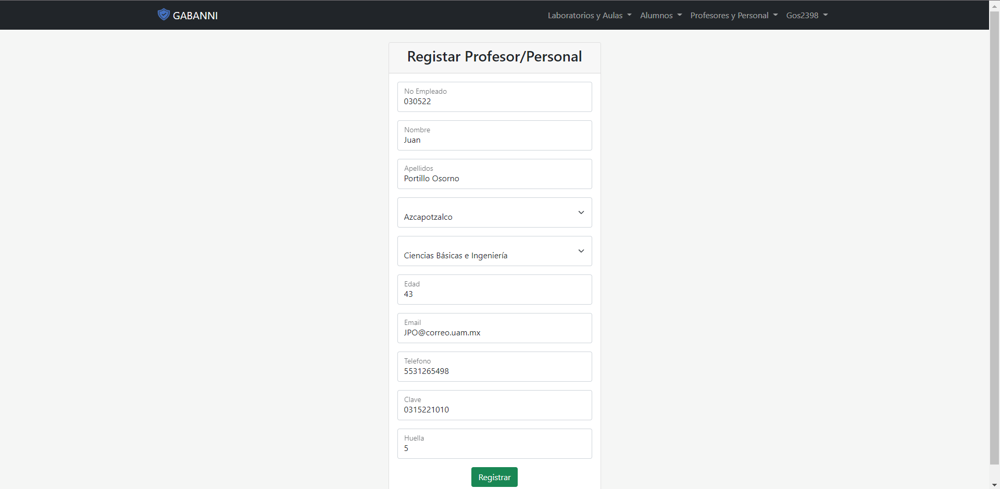 GABANNI
Laboratorios y Aulas Alumnos Profesores y Personal Gos2398
Registar Profesor/Personal
No Empleado
030522
Nombre
Juan
Apellidos
Portillo Osorno
Azcapotzalco
Ciencias Básicas e Ingeniería
Edad
43
Email
JPO@correo.uam.mx
Telefono
5531265498
Clave
0315221010
Huella
5
Registrar